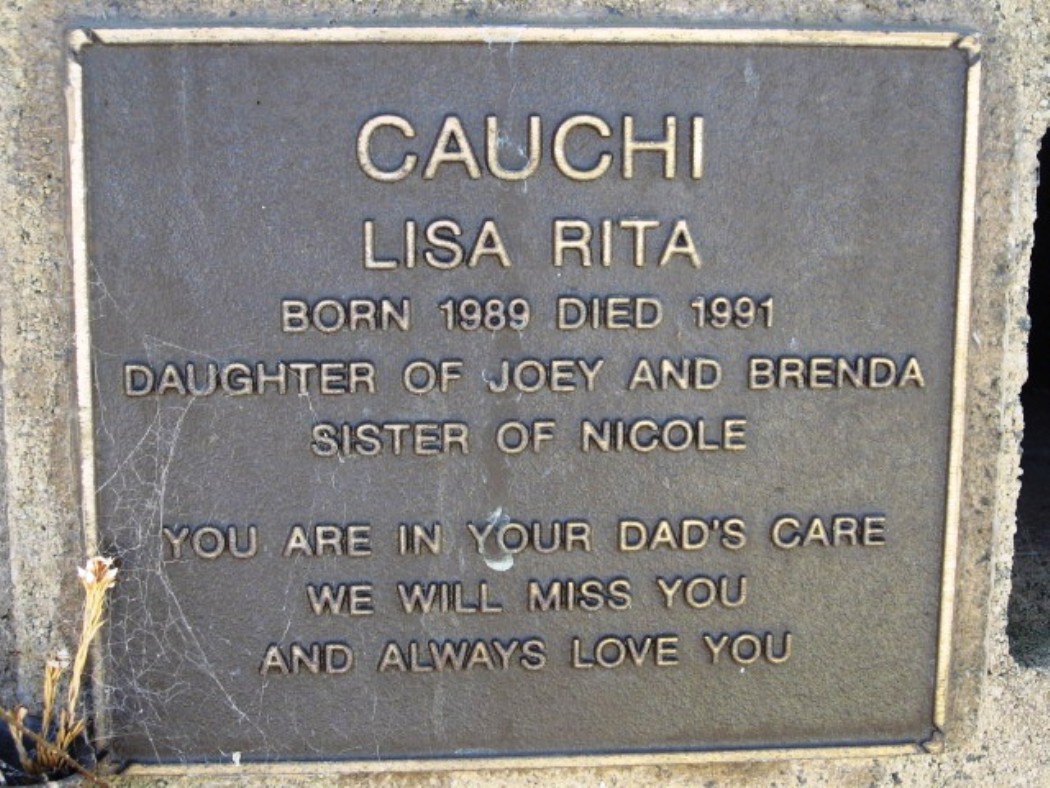 CAUCHI
LISA RITA
BORN 1989 DIED 1991
DAUGHTER OF JOEY AND BRENDA
SISTER OF NICOLE
YOU ARE IN YOUR DAD'S CARE
WE WILL MISS YOU
AND ALWAYS LOVE YOU